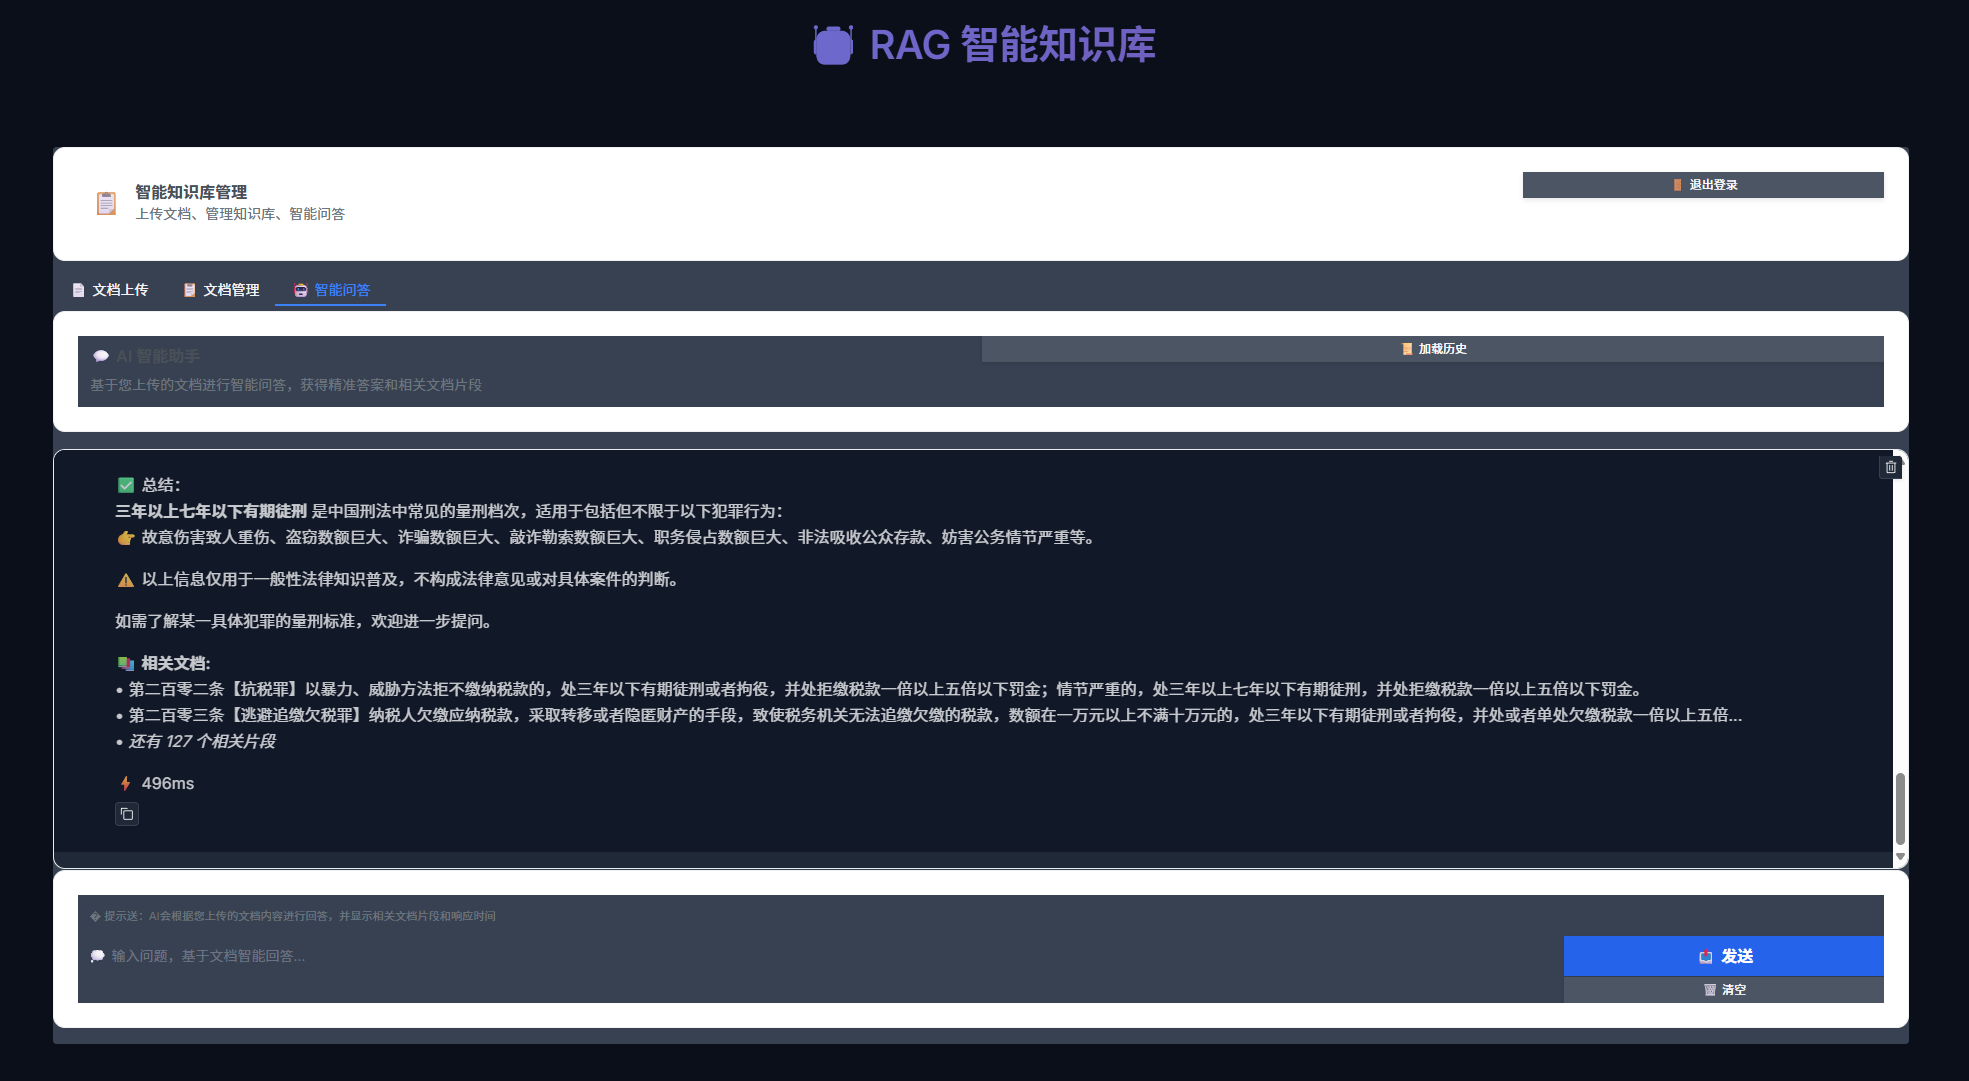 RAG 智能知识库
智能知识库管理
上传文档、管理知识库、智能问答
退出登录
文档上传
文档管理
智能问答
AI 智能助手
加载历史
基于您上传的文档进行智能问答，获得精准答案和相关文档片段
✅ 总结：
三年以上七年以下有期徒刑 是中国刑法中常见的量刑档次，适用于包括但不限于以下犯罪行为：
👉 故意伤害致人重伤、盗窃数额巨大、诈骗数额巨大、敲诈勒索数额巨大、职务侵占数额巨大、非法吸收公众存款、妨害公务情节严重等。
⚠️ 以上信息仅用于一般性法律知识普及，不构成法律意见或对具体案件的判断。
如需了解某一具体犯罪的量刑标准，欢迎进一步提问。
📚 相关文档:
• 第二百零二条【抗税罪】以暴力、威胁方法拒不缴纳税款的，处三年以下有期徒刑或者拘役，并处拒缴税款一倍以上五倍以下罚金；情节严重的，处三年以上七年以下有期徒刑，并处拒缴税款一倍以上五倍以下罚金。
• 第二百零三条【逃避追缴欠税罪】纳税人欠缴应纳税款，采取转移或者隐匿财产的手段，致使税务机关无法追缴欠缴的税款，数额在一万元以上不满十万元的，处三年以下有期徒刑或者拘役，并处或者单处欠缴税款一倍以上五倍...
• 还有 127 个相关片段
⚡ 496ms
� 提示送：AI会根据您上传的文档内容进行回答，并显示相关文档片段和响应时间
输入问题，基于文档智能回答...
发送
清空